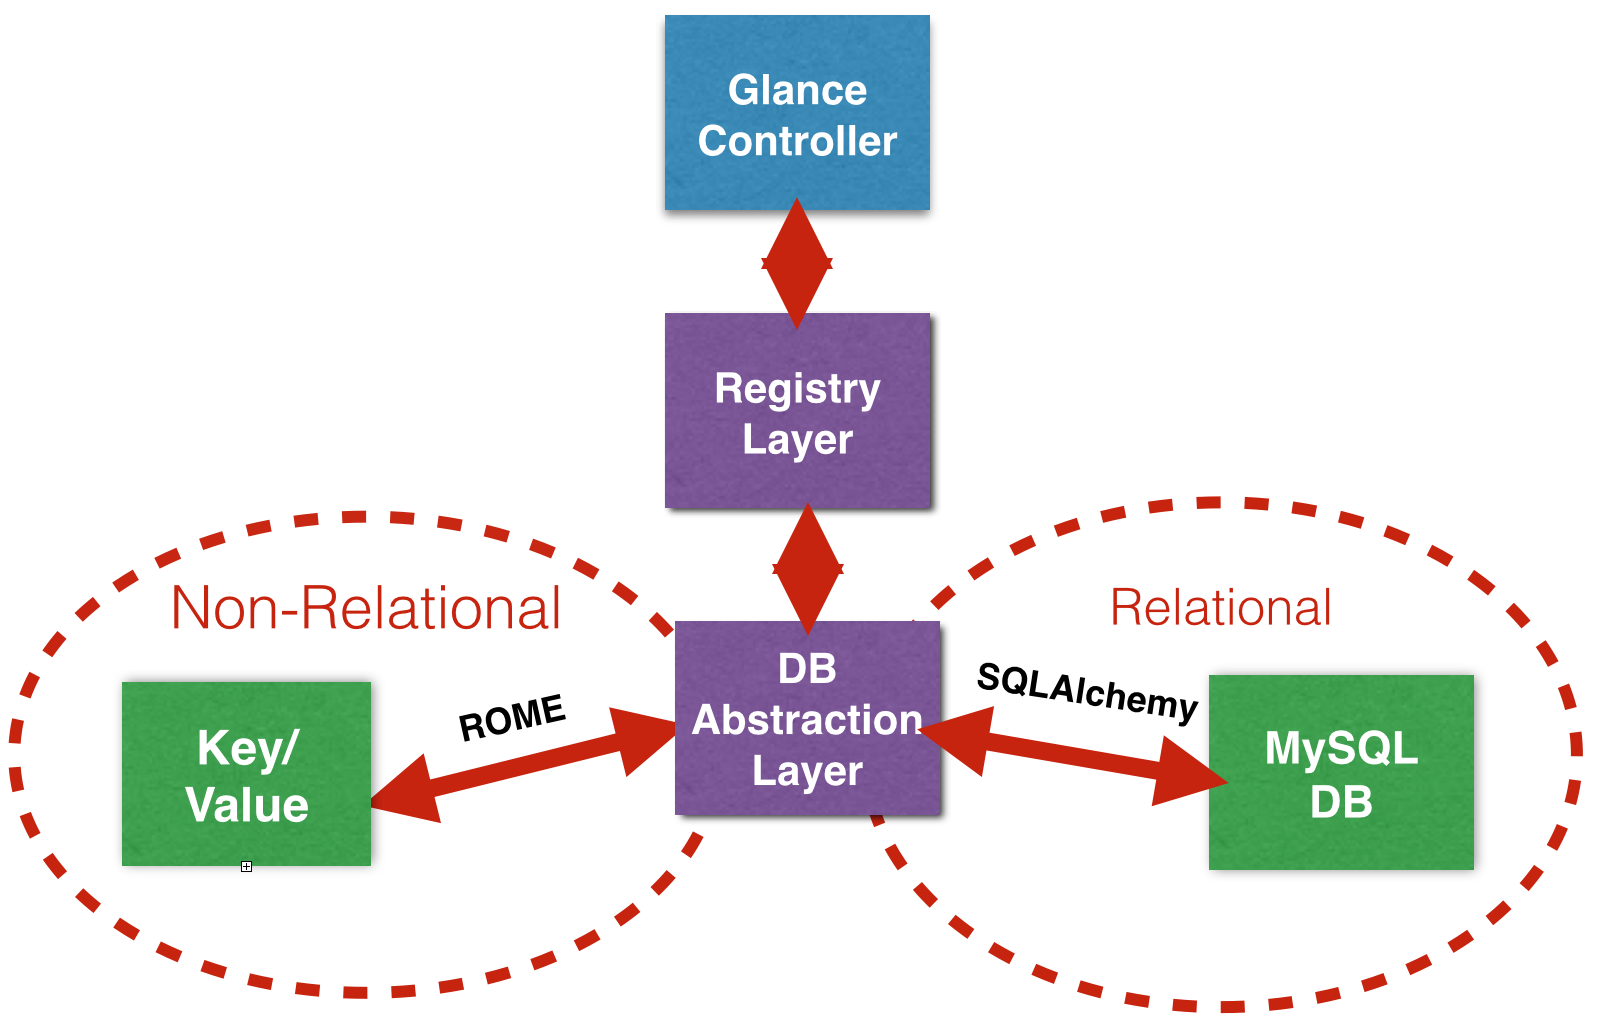 Glance
Controller
Registry
Layer
Non-Relational
Relational
DB
Abstraction
Layer
SQLAlchemy
ROME
Key/
Value
MySQL
DB